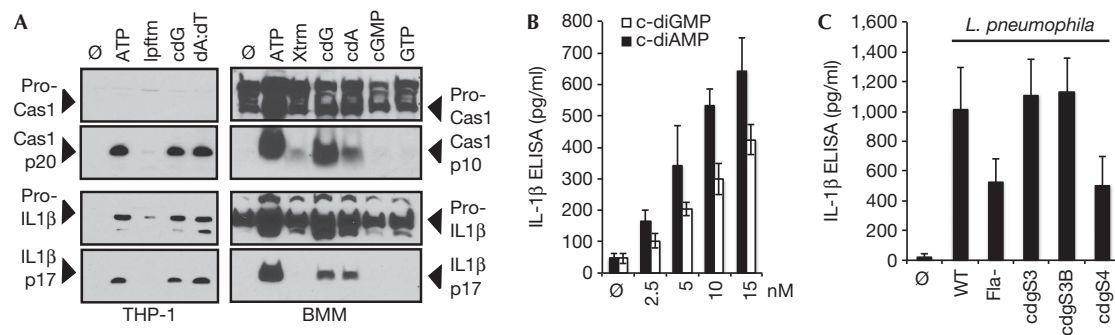 A
Ø
ATP
lpftm
cdG
dA:dT
Ø
ATP
Xtrm
cdG
cdA
cGMP
GTP
Pro-
Cas1
Pro-
Cas1
Cas1
p20
Cas1
p10
Pro-
IL1β
Pro-
IL1β
IL1β
p17
IL1β
p17
THP-1
BMM
B
c-diGMP
c-diAMP
IL-1β ELISA (pg/ml)
800
700
600
500
400
300
200
100
0
Ø
2.5
5
10
15
nM
C
L. pneumophila
IL-1β ELISA (pg/ml)
1,600
1,400
1,200
1,000
800
600
400
200
0
Ø
WT
Fla-
cdgS3
cdgS3B
cdgS4